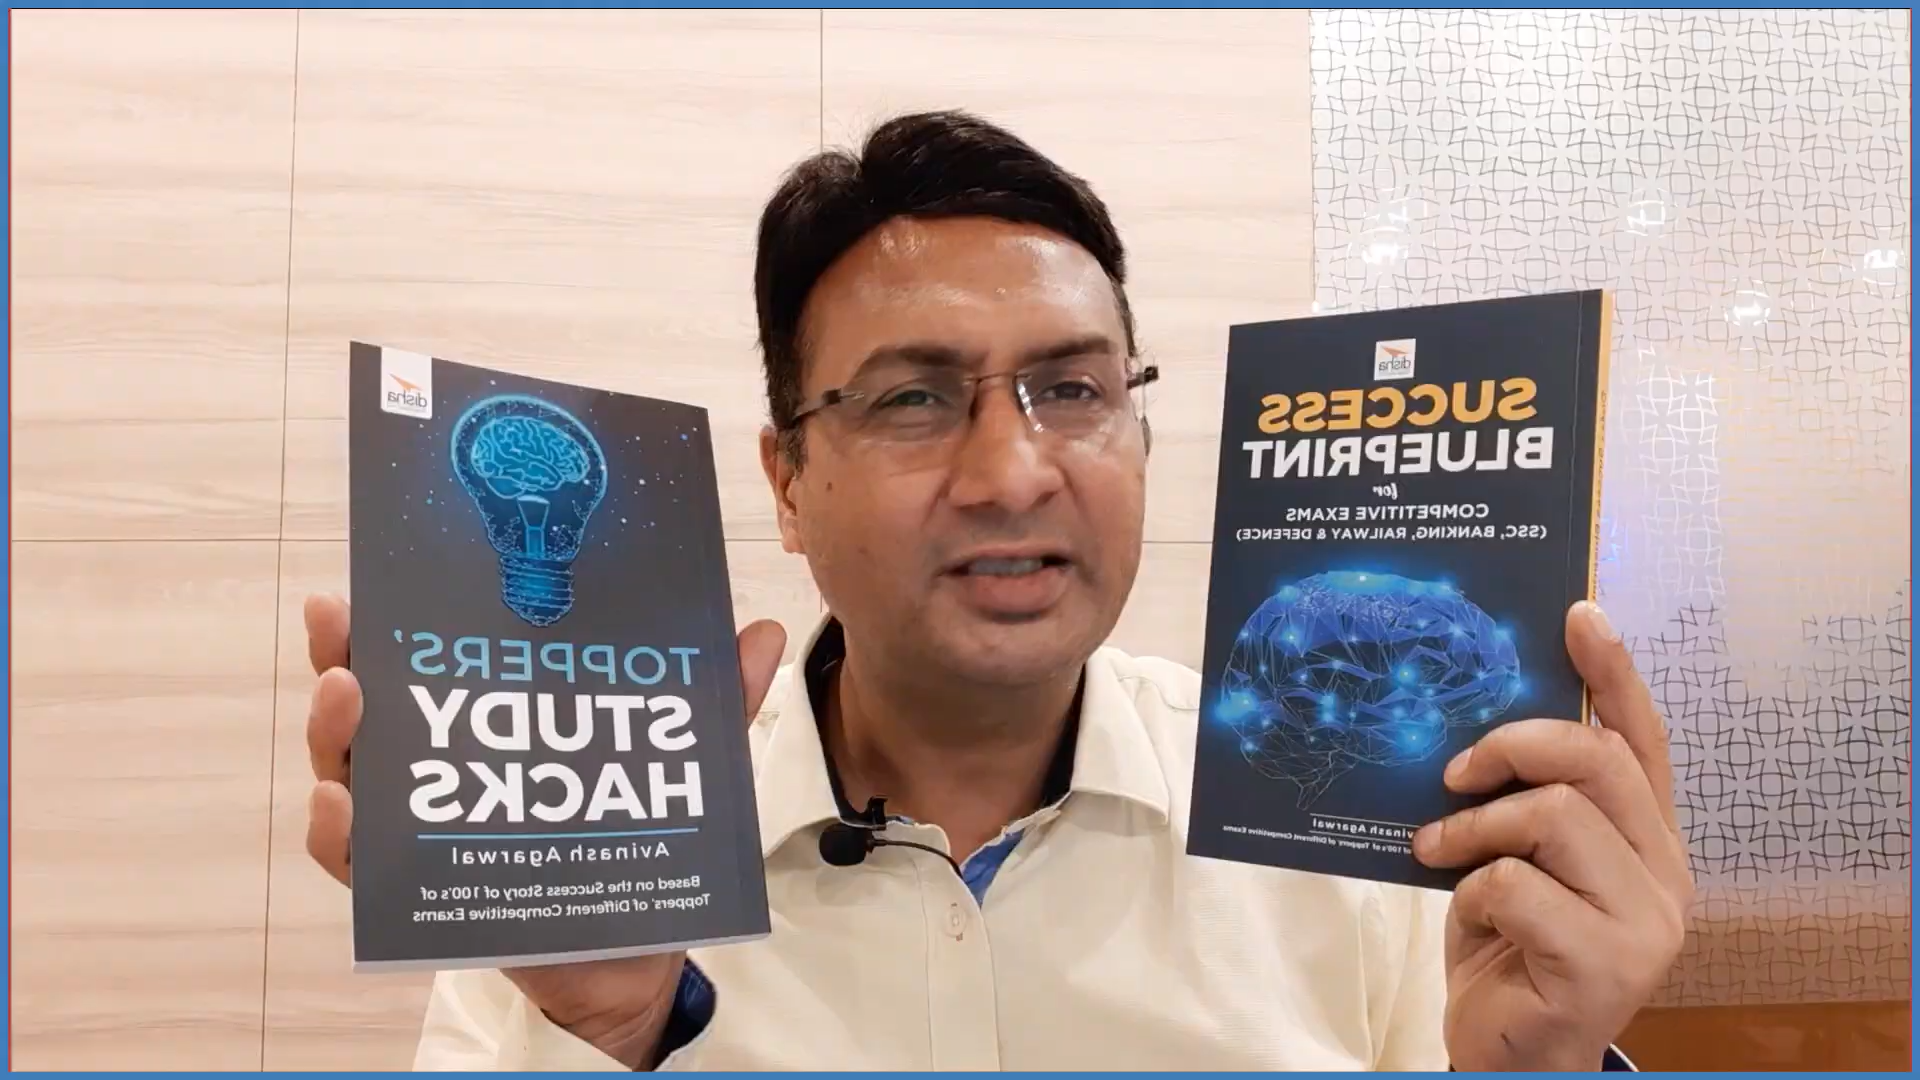 disha
TOPPERS'
STUDY
HACKS
Avinash Agarwal
Based on the Success Story of 100's of
Toppers' of Different Competitive Exams
disha
SUCCESS
BLUEPRINT
for
COMPETITIVE EXAMS
(SSC, BANKING, RAILWAY & DEFENCE)
Agarwal
of 100's of Toppers' of Different Competitive Exams